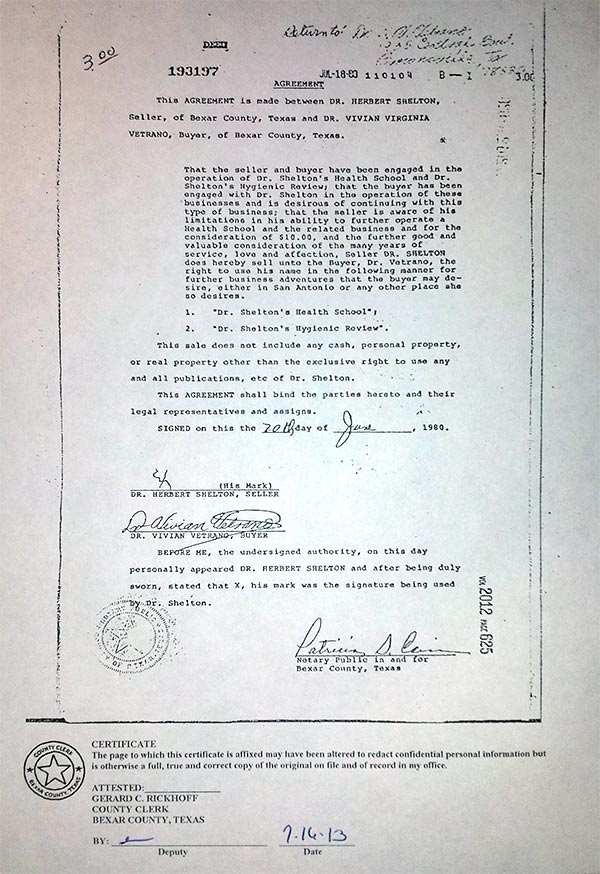 3.00
DEED
Return to: Dr.
193197 JUL-18-83 110104 B-1 3.00
AGREEMENT
This AGREEMENT is made between DR. HERBERT SHELTON,
Seller, of Bexar County, Texas and DR. VIVIAN VIRGINIA
VETRANO, Buyer, of Bexar County, Texas.
That the seller and buyer have been engaged in the
operation of Dr. Shelton's Health School and Dr.
Shelton's Hygienic Review; that the buyer has been
engaged with Dr. Shelton in the operation of these
businesses and is desirous of continuing with this
type of business; that the seller is aware of his
limitations in his ability to further operate a
Health School and the related business and for the
consideration of $10.00, and the further good and
valuable consideration of the many years of
service, love and affection, Seller DR. SHELTON
does hereby sell unto the Buyer, Dr. Vetrano, the
right to use his name in the following manner for
further business adventures that the buyer may de-
sire, either in San Antonio or any other place she
so desires.
1. "Dr. Shelton's Health School";
2. "Dr. Shelton's Hygienic Review".
This sale does not include any cash, personal property,
or real property other than the exclusive right to use any
and all publications, etc of Dr. Shelton.
This AGREEMENT shall bind the parties hereto and their
legal representatives and assigns.
SIGNED on this the 20th day of June, 1980.
X (His Mark)
DR. HERBERT SHELTON, SELLER
Dr Vivian Vetrano
DR. VIVIAN VETRANO, BUYER
BEFORE ME, the undersigned authority, on this day
personally appeared DR. HERBERT SHELTON and after being duly
sworn, stated that X, his mark was the signature being used
by Dr. Shelton.
VOL 2012 PAGE 625
Patricia S. Cain
Notary Public in and for
Bexar County, Texas
COUNTY CLERK
BEXAR COUNTY, TEXAS
CERTIFICATE
The page to which this certificate is affixed may have been altered to redact confidential personal information but
is otherwise a full, true and correct copy of the original on file and of record in my office.
ATTESTED:
GERARD C. RICKHOFF
COUNTY CLERK
BEXAR COUNTY, TEXAS
BY: 7-16-13
Deputy Date